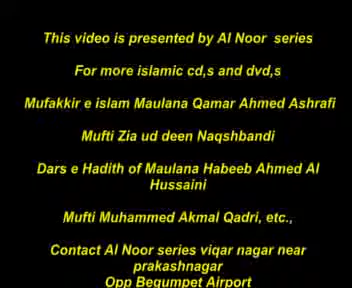 This video is presented by Al Noor series
For more islamic cd,s and dvd,s
Mufakkir e islam Maulana Qamar Ahmed Ashrafi
Mufti Zia ud deen Naqshbandi
Dars e Hadith of Maulana Habeeb Ahmed Al
Hussaini
Mufti Muhammed Akmal Qadri, etc.,
Contact Al Noor series viqar nagar near
prakashnagar
Opp Begumpet Airport